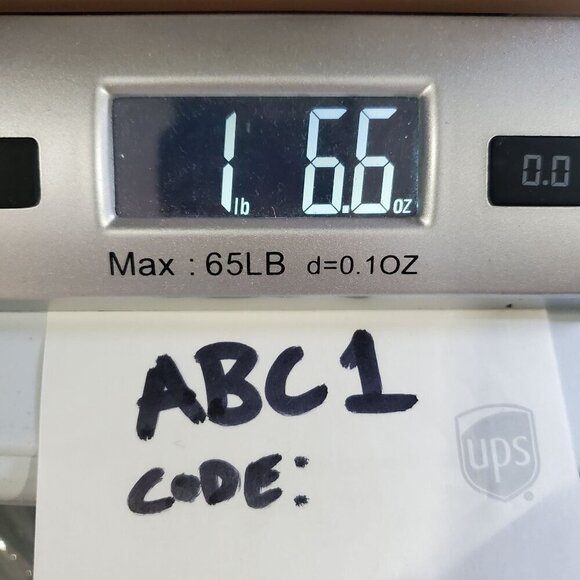 1 lb 6.6 oz
0.0
Max : 65LB d=0.1OZ
ABC1
CODE:
ups